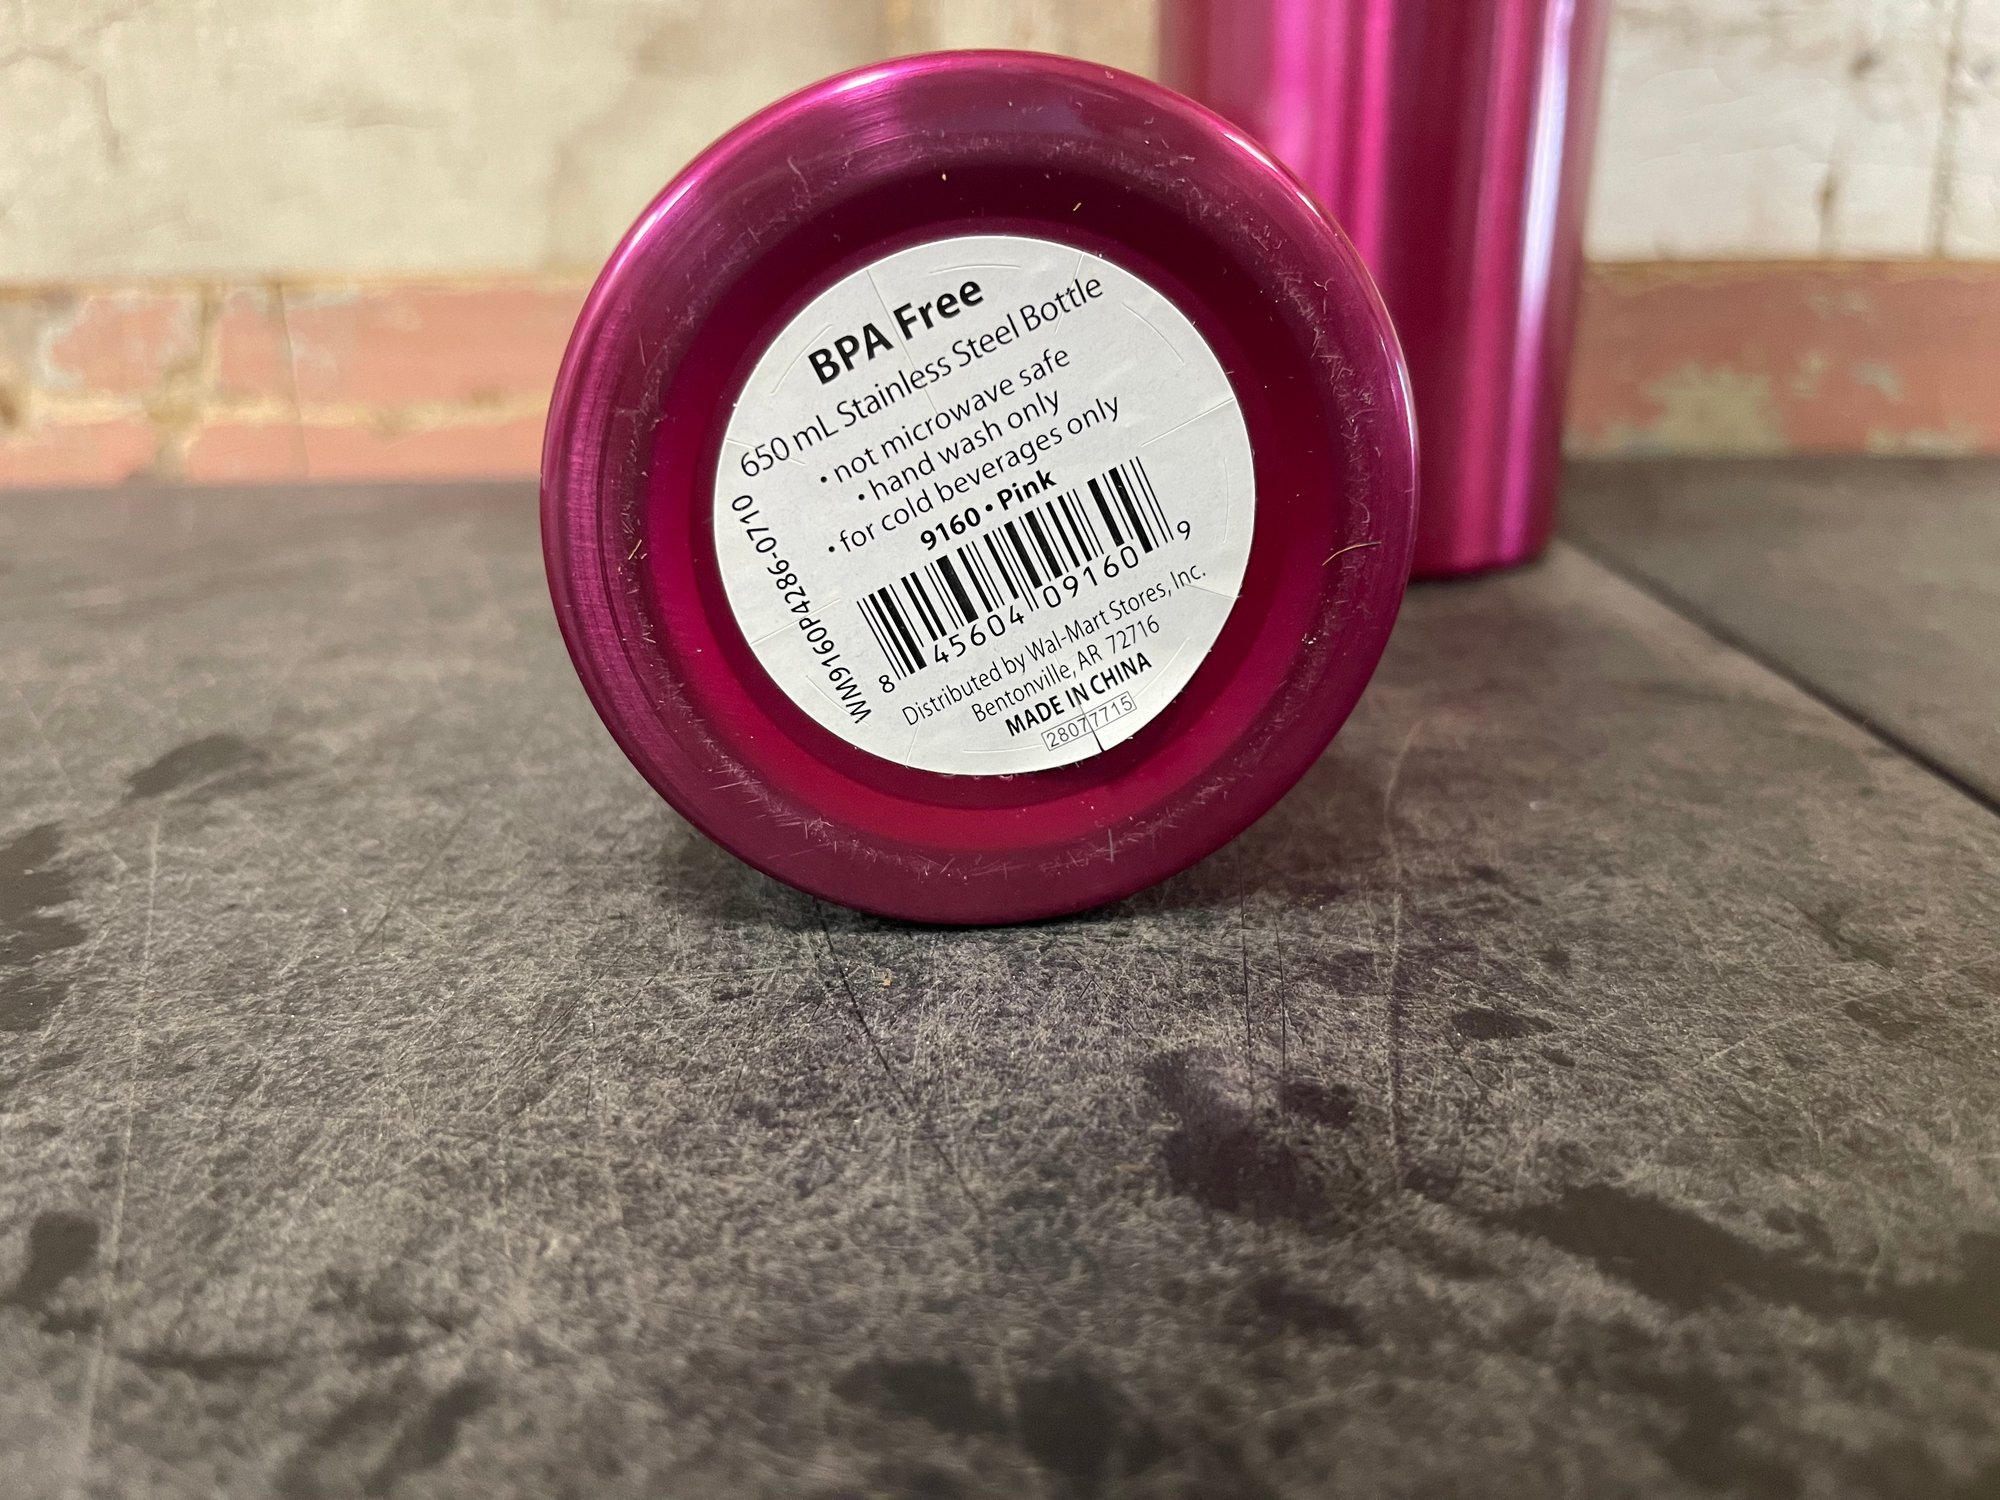 BPA Free
650 mL Stainless Steel Bottle
• not microwave safe
• hand wash only
• for cold beverages only
9160 • Pink
8 45604 09160 9
Distributed by Wal-Mart Stores, Inc.
Bentonville, AR 72716
MADE IN CHINA
28077715
WM9160P4286-0710